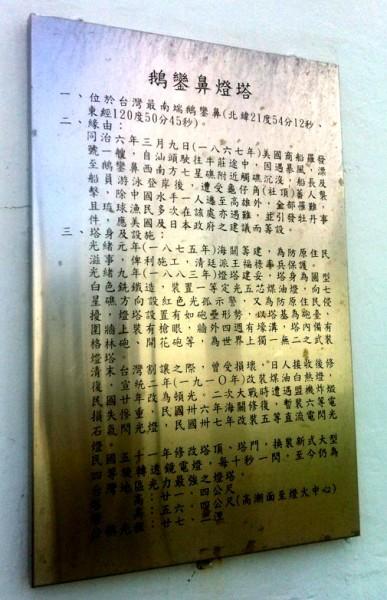 鵝鑾鼻燈塔
一、位於台灣最南端鵝鑾鼻(北緯21度54分12秒、
東經120度50分45秒)。
二、緣由：
同治六年三月九日(一八六七年)美國商船羅發
號一艘，自汕頭駛往牛莊途中，因遇暴風，漂
至鵝鑾鼻西南方七星礁附近觸礁沉沒，船長及
船員游泳登岸後，遭受龜仔角(社頂)蕃人襲
擊，除中國水手一人逃至高雄外，全部罹難，
且琉球漁民多次在該處亦遇難，並引發牡丹事
件，應美國及日本政府之建議而籌設。
三、塔身及設施：
光緒元年(一八七五年)海關籌建，為防原住民
滋事，俾利施工，清廷派王福祿率兵保護。
光緒九年(一八八三年)燈塔建妥，塔身為圓型
白色銑鐵造，裝置一等定光五芯煤油燈，向七
星礁方向設紅色光弧示警，又為防原住民侵
擾，燈塔設置有如砲壘形勢，以塔基為砲臺，
圍牆上裝有槍眼，牆外四週有壕溝，塔內備有
格林砲、開花砲等，為世界上獨一無二之武裝
燈塔。
清末台灣割讓之際，曾受損壞，日人接收後修
復，宣統二年(一九一〇年)改裝煤油白熱燈，
民國廿年改為頷光。二次大戰時遭遇機炸燬
損失慘重，民國卅六年海關修復，暫裝六等電
石氣閃光燈，民國卅七年改裝五等直流電閃光
燈。
民國五十一年修改塔頂、塔門，換裝新式大型
四等旋轉透鏡電燈，每十秒一閃，至今仍為
台灣地區光力最強之燈塔。
廿一．四公尺
五六．四公尺(高潮面至燈火中心)